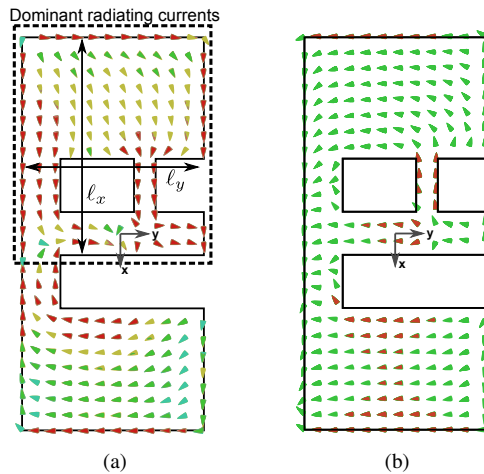 Dominant radiating currents
ℓy
ℓx
y
x
y
x
(a)
(b)